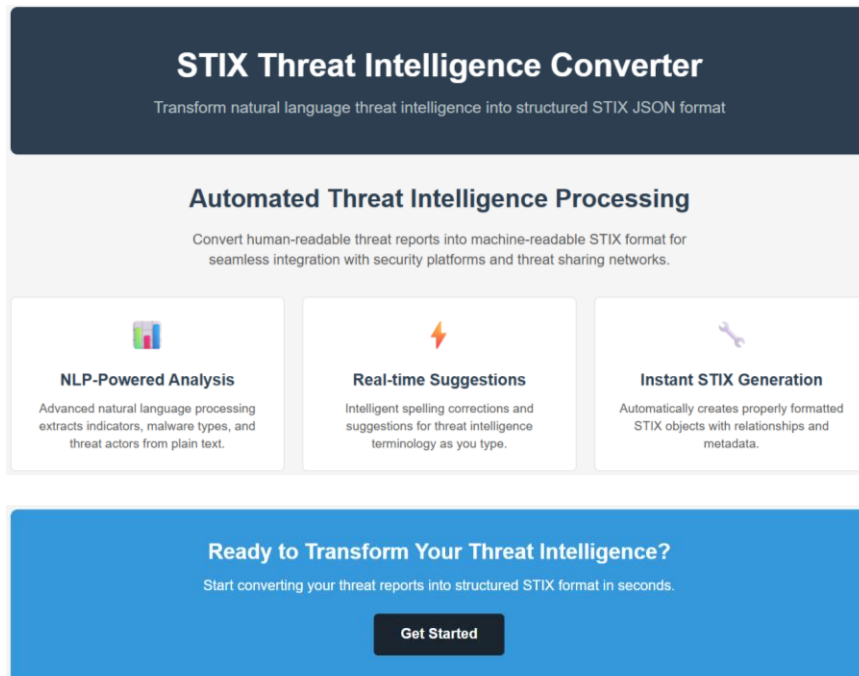 STIX Threat Intelligence Converter
Transform natural language threat intelligence into structured STIX JSON format
Automated Threat Intelligence Processing
Convert human-readable threat reports into machine-readable STIX format for
seamless integration with security platforms and threat sharing networks.
NLP-Powered Analysis
Advanced natural language processing
extracts indicators, malware types, and
threat actors from plain text.
Real-time Suggestions
Intelligent spelling corrections and
suggestions for threat intelligence
terminology as you type.
Instant STIX Generation
Automatically creates properly formatted
STIX objects with relationships and
metadata.
Ready to Transform Your Threat Intelligence?
Start converting your threat reports into structured STIX format in seconds.
Get Started